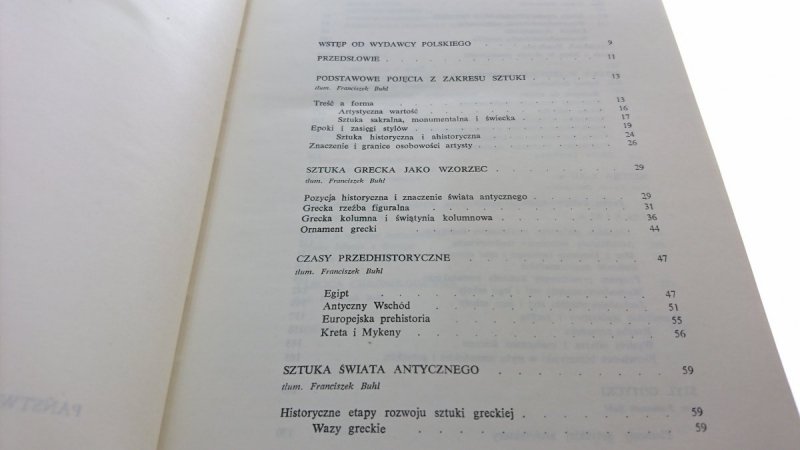 WSTĘP OD WYDAWCY POLSKIEGO . . . . . . . . 9
PRZEDSŁOWIE . . . . . . . . . . . . . 11
PODSTAWOWE POJĘCIA Z ZAKRESU SZTUKI . . . . . 13
tłum. Franciszek Buhl
Treść a forma . . . . . . . . . . . . 13
Artystyczna wartość . . . . . . . . . . 16
Sztuka sakralna, monumentalna i świecka . . . . . 17
Epoki i zasięgi stylów . . . . . . . . . . 19
Sztuka historyczna i ahistoryczna . . . . . . . 24
Znaczenie i granice osobowości artysty . . . . . . 26
SZTUKA GRECKA JAKO WZORZEC . . . . . . . 29
tłum. Franciszek Buhl
Pozycja historyczna i znaczenie świata antycznego . . . . 29
Grecka rzeźba figuralna . . . . . . . . . 31
Grecka kolumna i świątynia kolumnowa . . . . . . 36
Ornament grecki . . . . . . . . . . . 44
CZASY PRZEDHISTORYCZNE . . . . . . . . 47
tłum. Franciszek Buhl
Egipt . . . . . . . . . . . . . 47
Antyczny Wschód . . . . . . . . . . 51
Europejska prehistoria . . . . . . . . . 55
Kreta i Mykeny . . . . . . . . . . . 56
SZTUKA ŚWIATA ANTYCZNEGO . . . . . . . 59
tłum. Franciszek Buhl
Historyczne etapy rozwoju sztuki greckiej . . . . . . 59
Wazy greckie . . . . . . . . . . . 59